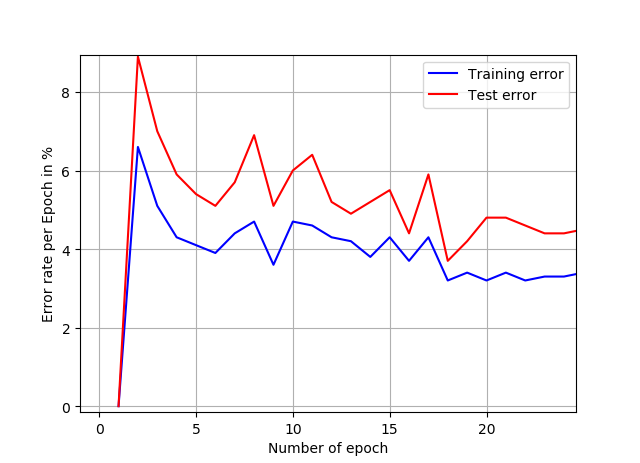 Training error
Test error
8
6
4
2
0
0 5 10 15 20
Error rate per Epoch in %
Number of epoch